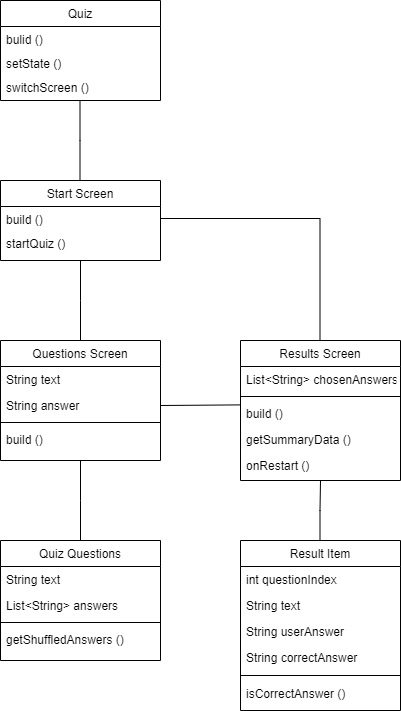 Quiz
bulid ()
setState ()
switchScreen ()
Start Screen
build ()
startQuiz ()
Questions Screen
String text
String answer
build ()
Results Screen
List<String> chosenAnswers
build ()
getSummaryData ()
onRestart ()
Quiz Questions
String text
List<String> answers
getShuffledAnswers ()
Result Item
int questionIndex
String text
String userAnswer
String correctAnswer
isCorrectAnswer ()